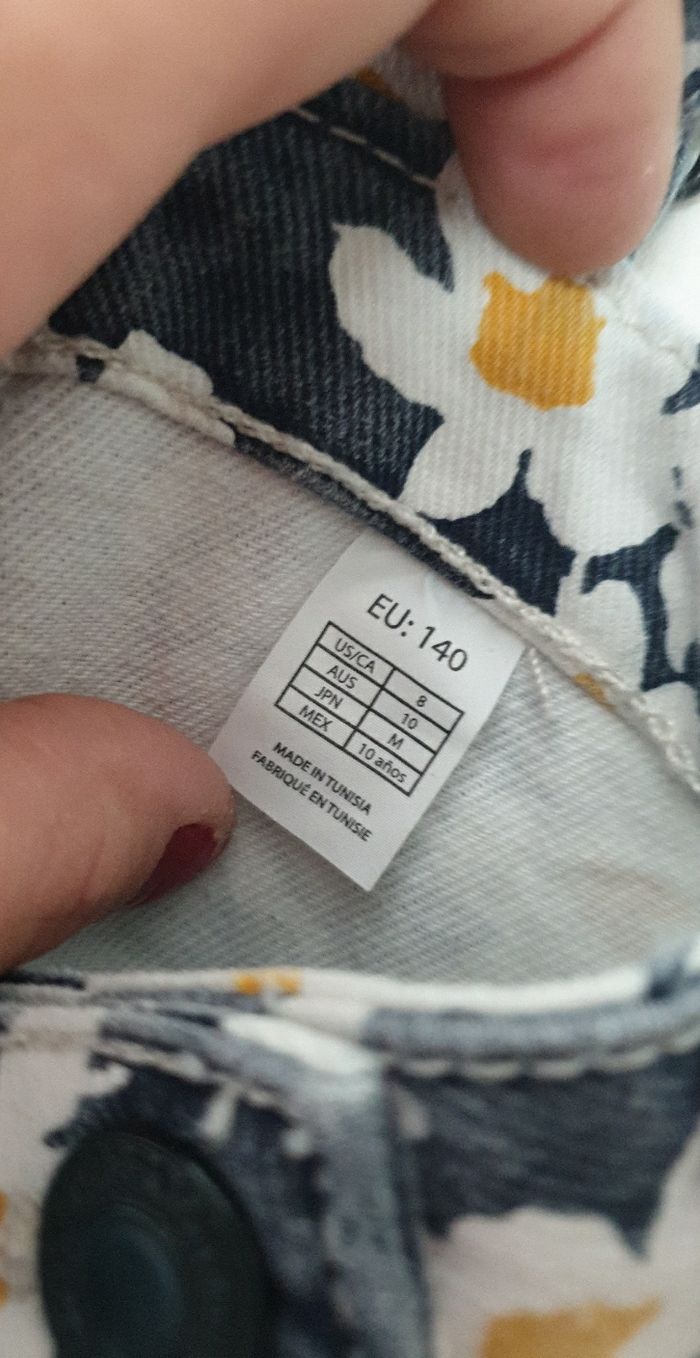 EU: 140
US/CA 8
AUS 10
JPN M
MEX 10 años
MADE IN TUNISIA
FABRIQUÉ EN TUNISIE